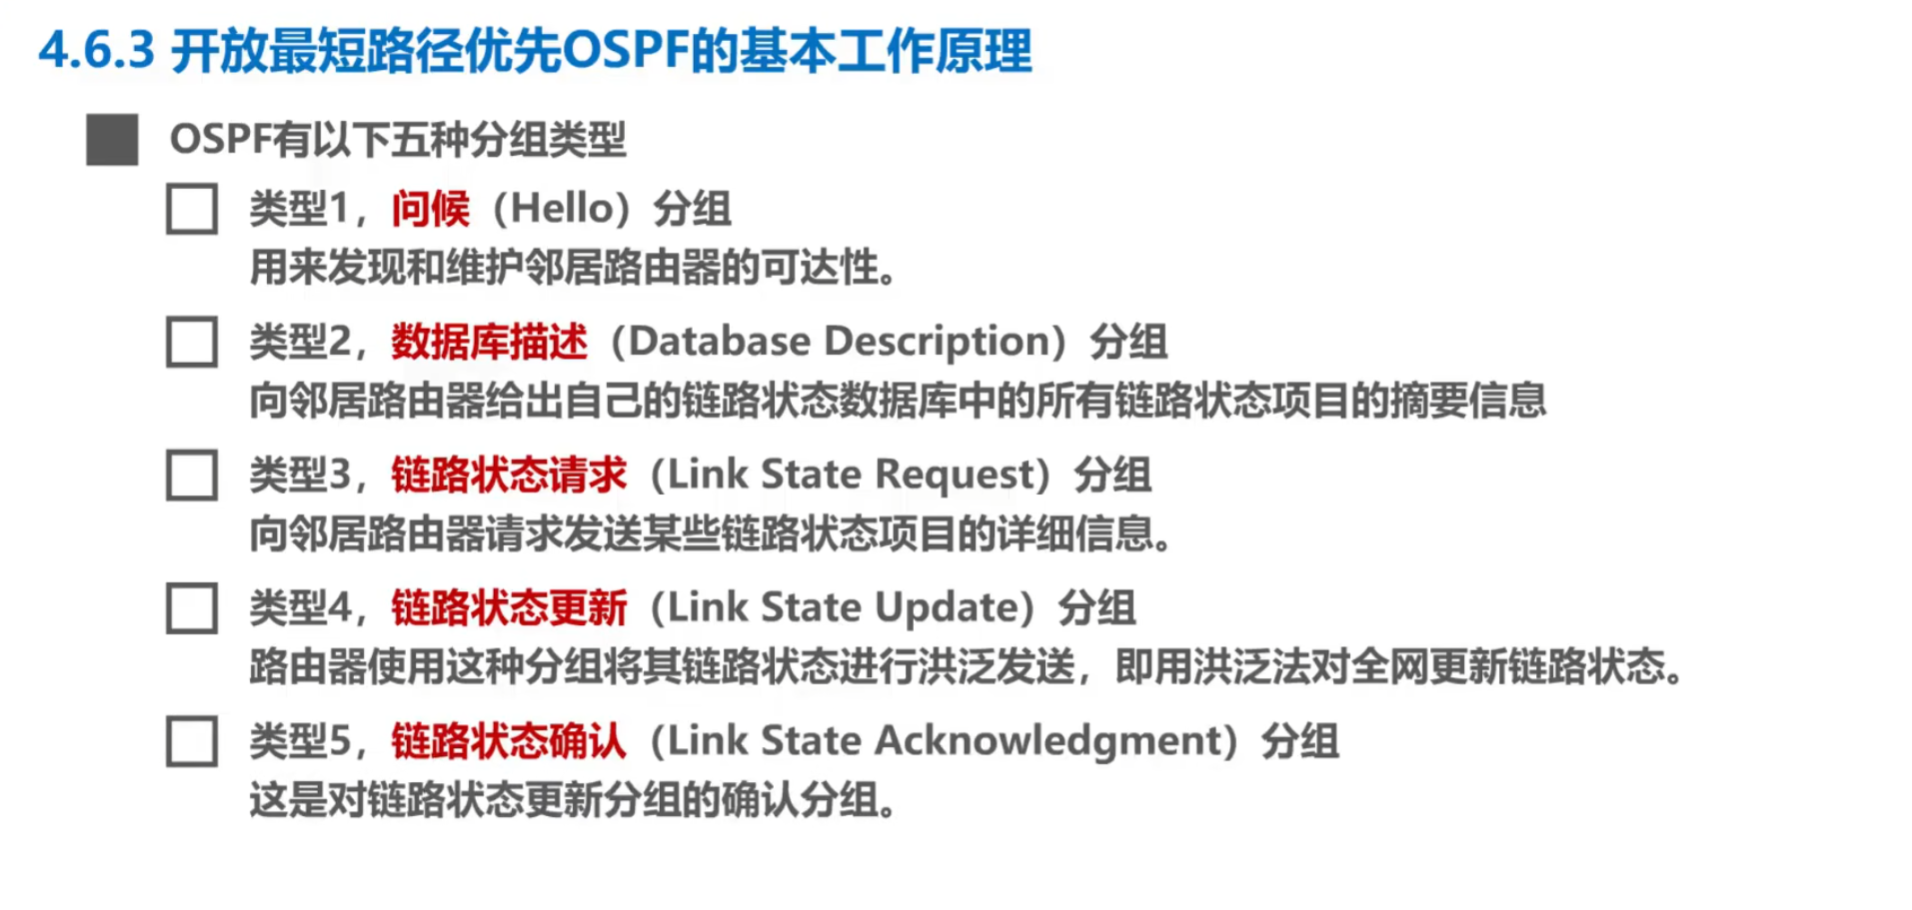 4.6.3 开放最短路径优先OSPF的基本工作原理
OSPF有以下五种分组类型
类型1，问候（Hello）分组
用来发现和维护邻居路由器的可达性。
类型2，数据库描述（Database Description）分组
向邻居路由器给出自己的链路状态数据库中的所有链路状态项目的摘要信息
类型3，链路状态请求（Link State Request）分组
向邻居路由器请求发送某些链路状态项目的详细信息。
类型4，链路状态更新（Link State Update）分组
路由器使用这种分组将其链路状态进行洪泛发送，即用洪泛法对全网更新链路状态。
类型5，链路状态确认（Link State Acknowledgment）分组
这是对链路状态更新分组的确认分组。